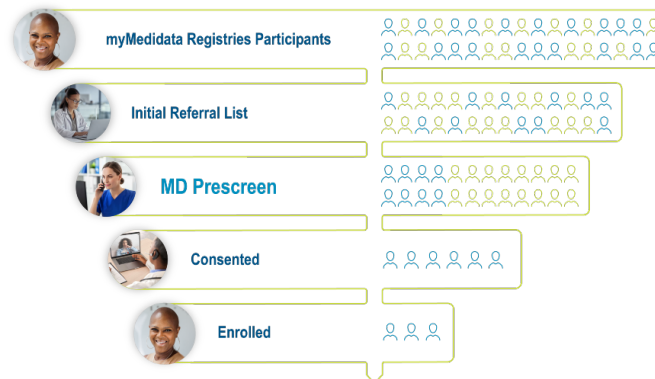 myMedidata Registries Participants
Initial Referral List
MD Prescreen
Consented
Enrolled